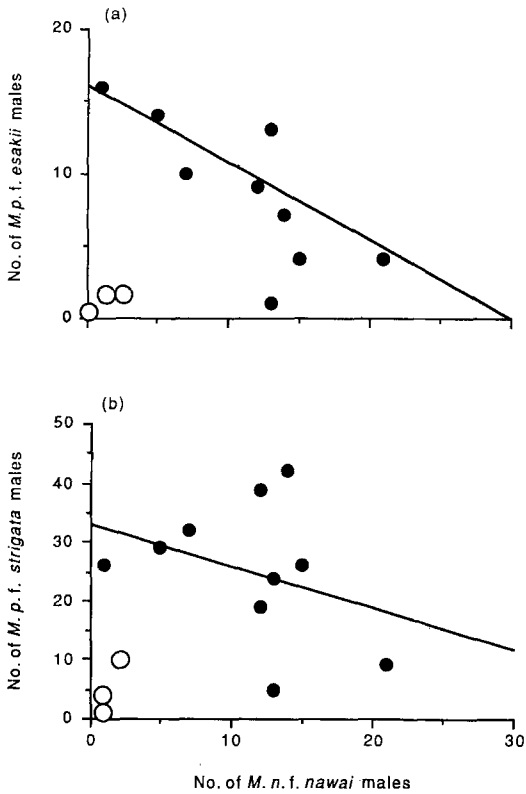 (a)
20
10
0
No. of M.p.f. esakii males
(b)
50
40
30
20
10
0
No. of M.p.f. strigata males
0 10 20 30
No. of M.n.f. nawai males